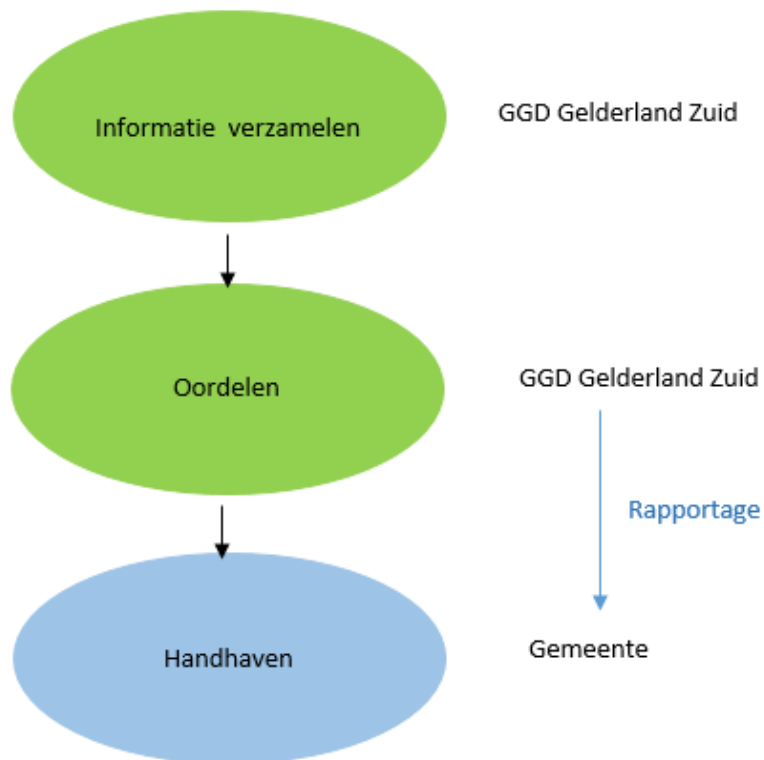 Informatie verzamelen
GGD Gelderland Zuid
Oordelen
GGD Gelderland Zuid
Rapportage
Handhaven
Gemeente